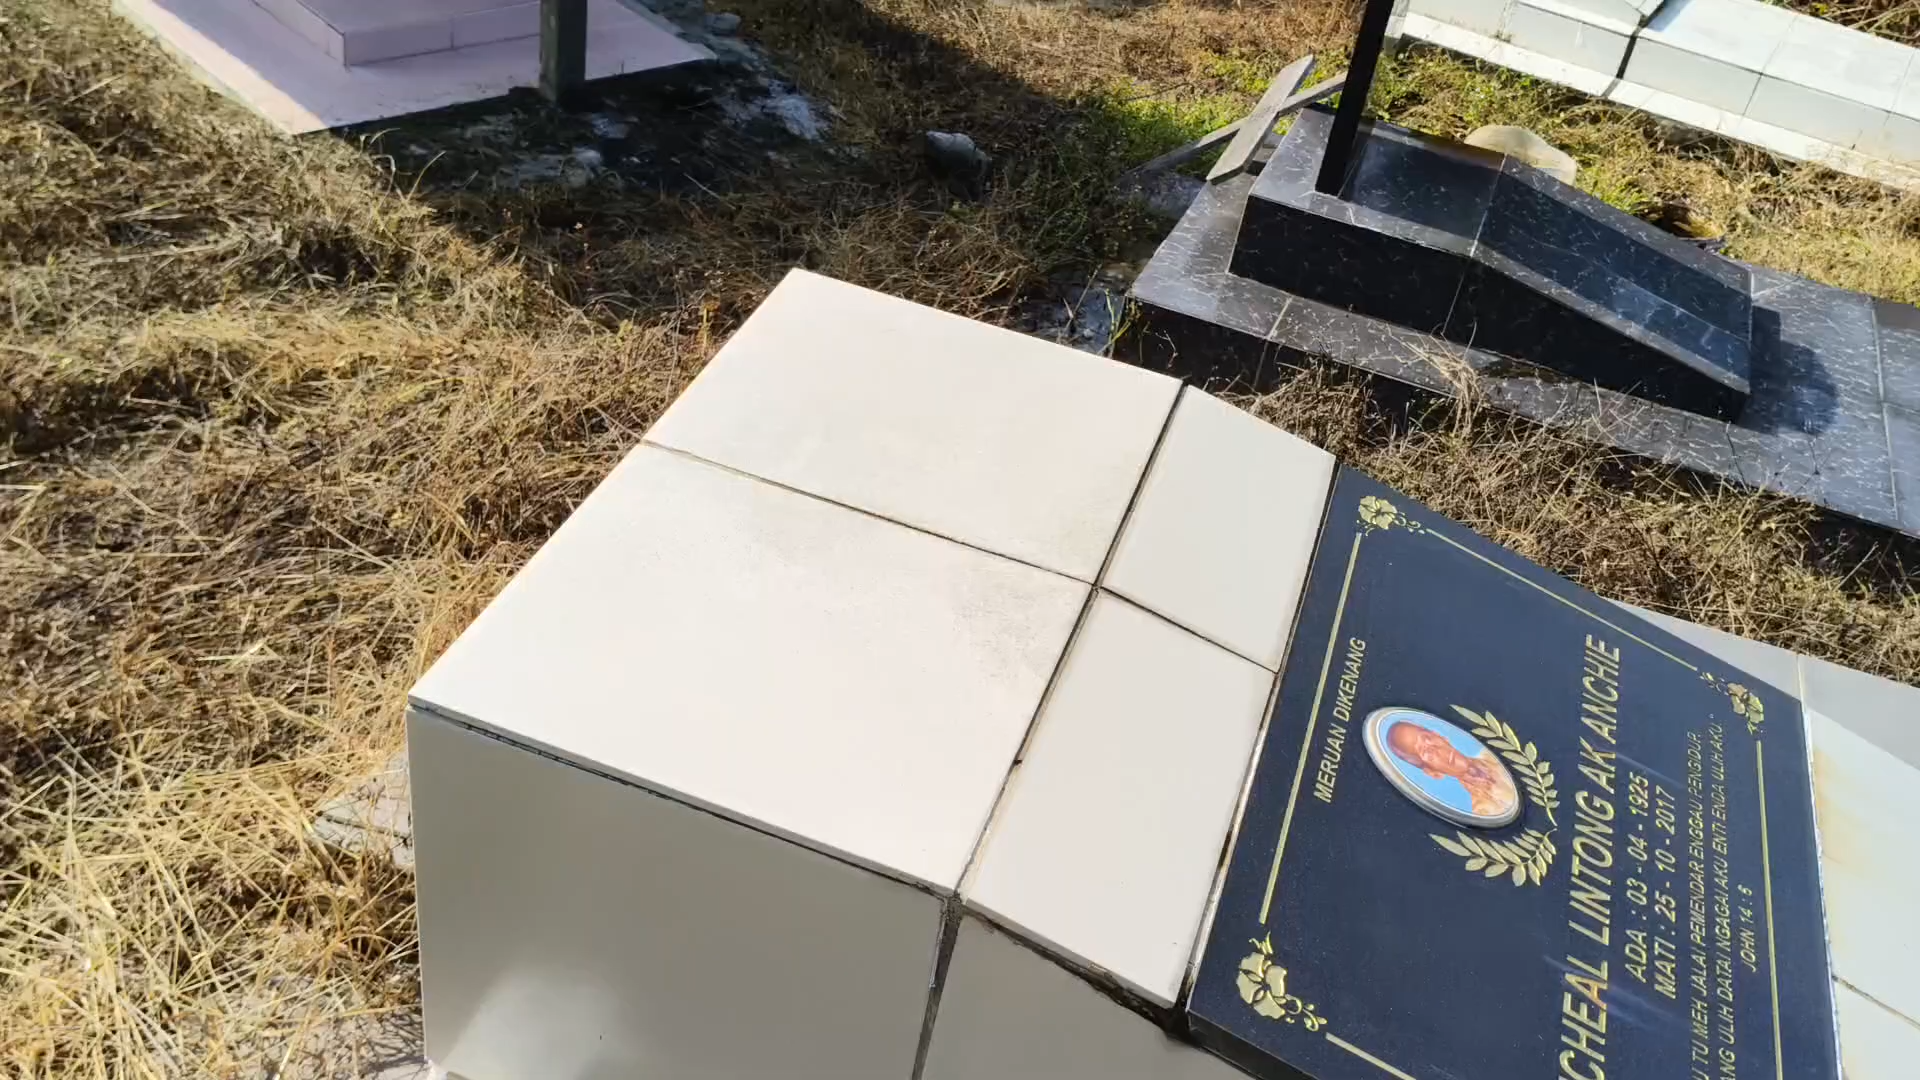 MERUAN DIKENANG
CHEAL LINTONG AK ANCHIE
ADA : 03 - 04 - 1925
MATI : 25 - 10 - 2017
TU MEH JALAI PEMENDAR ENGGAU PENGIDUP.
ULIH DATAI NGAGAI AKU ENTI ENDA ULIH AKU."
JOHN 14 : 6